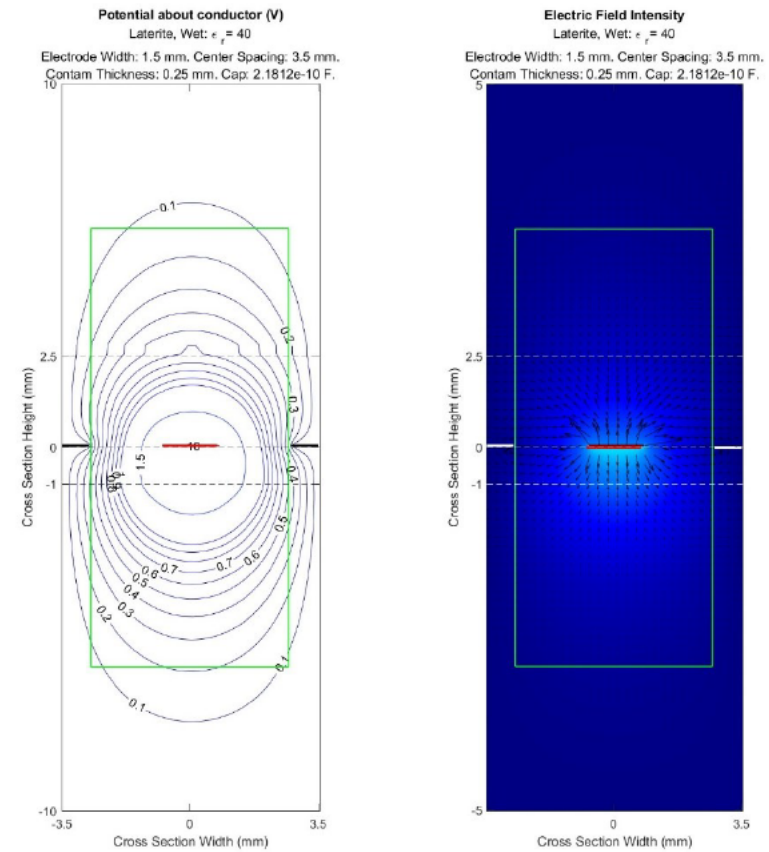 Potential about conductor (V)
Laterite, Wet: ϵ r = 40
Electrode Width: 1.5 mm. Center Spacing: 3.5 mm.
Contam Thickness: 0.25 mm. Cap: 2.1812e-10 F.
10
2.5
0
-1
-10
-3.5
0
3.5
Cross Section Height (mm)
Cross Section Width (mm)
0.1
0.2
0.3
0.4
0.5
0.6
0.7
1.5
10
0.7
0.6
0.5
0.4
0.3
0.2
0.1
0.1
Electric Field Intensity
Laterite, Wet: ϵ r = 40
Electrode Width: 1.5 mm. Center Spacing: 3.5 mm.
Contam Thickness: 0.25 mm. Cap: 2.1812e-10 F.
5
2.5
0
-1
-5
0
3.5
Cross Section Height (mm)
Cross Section Width (mm)